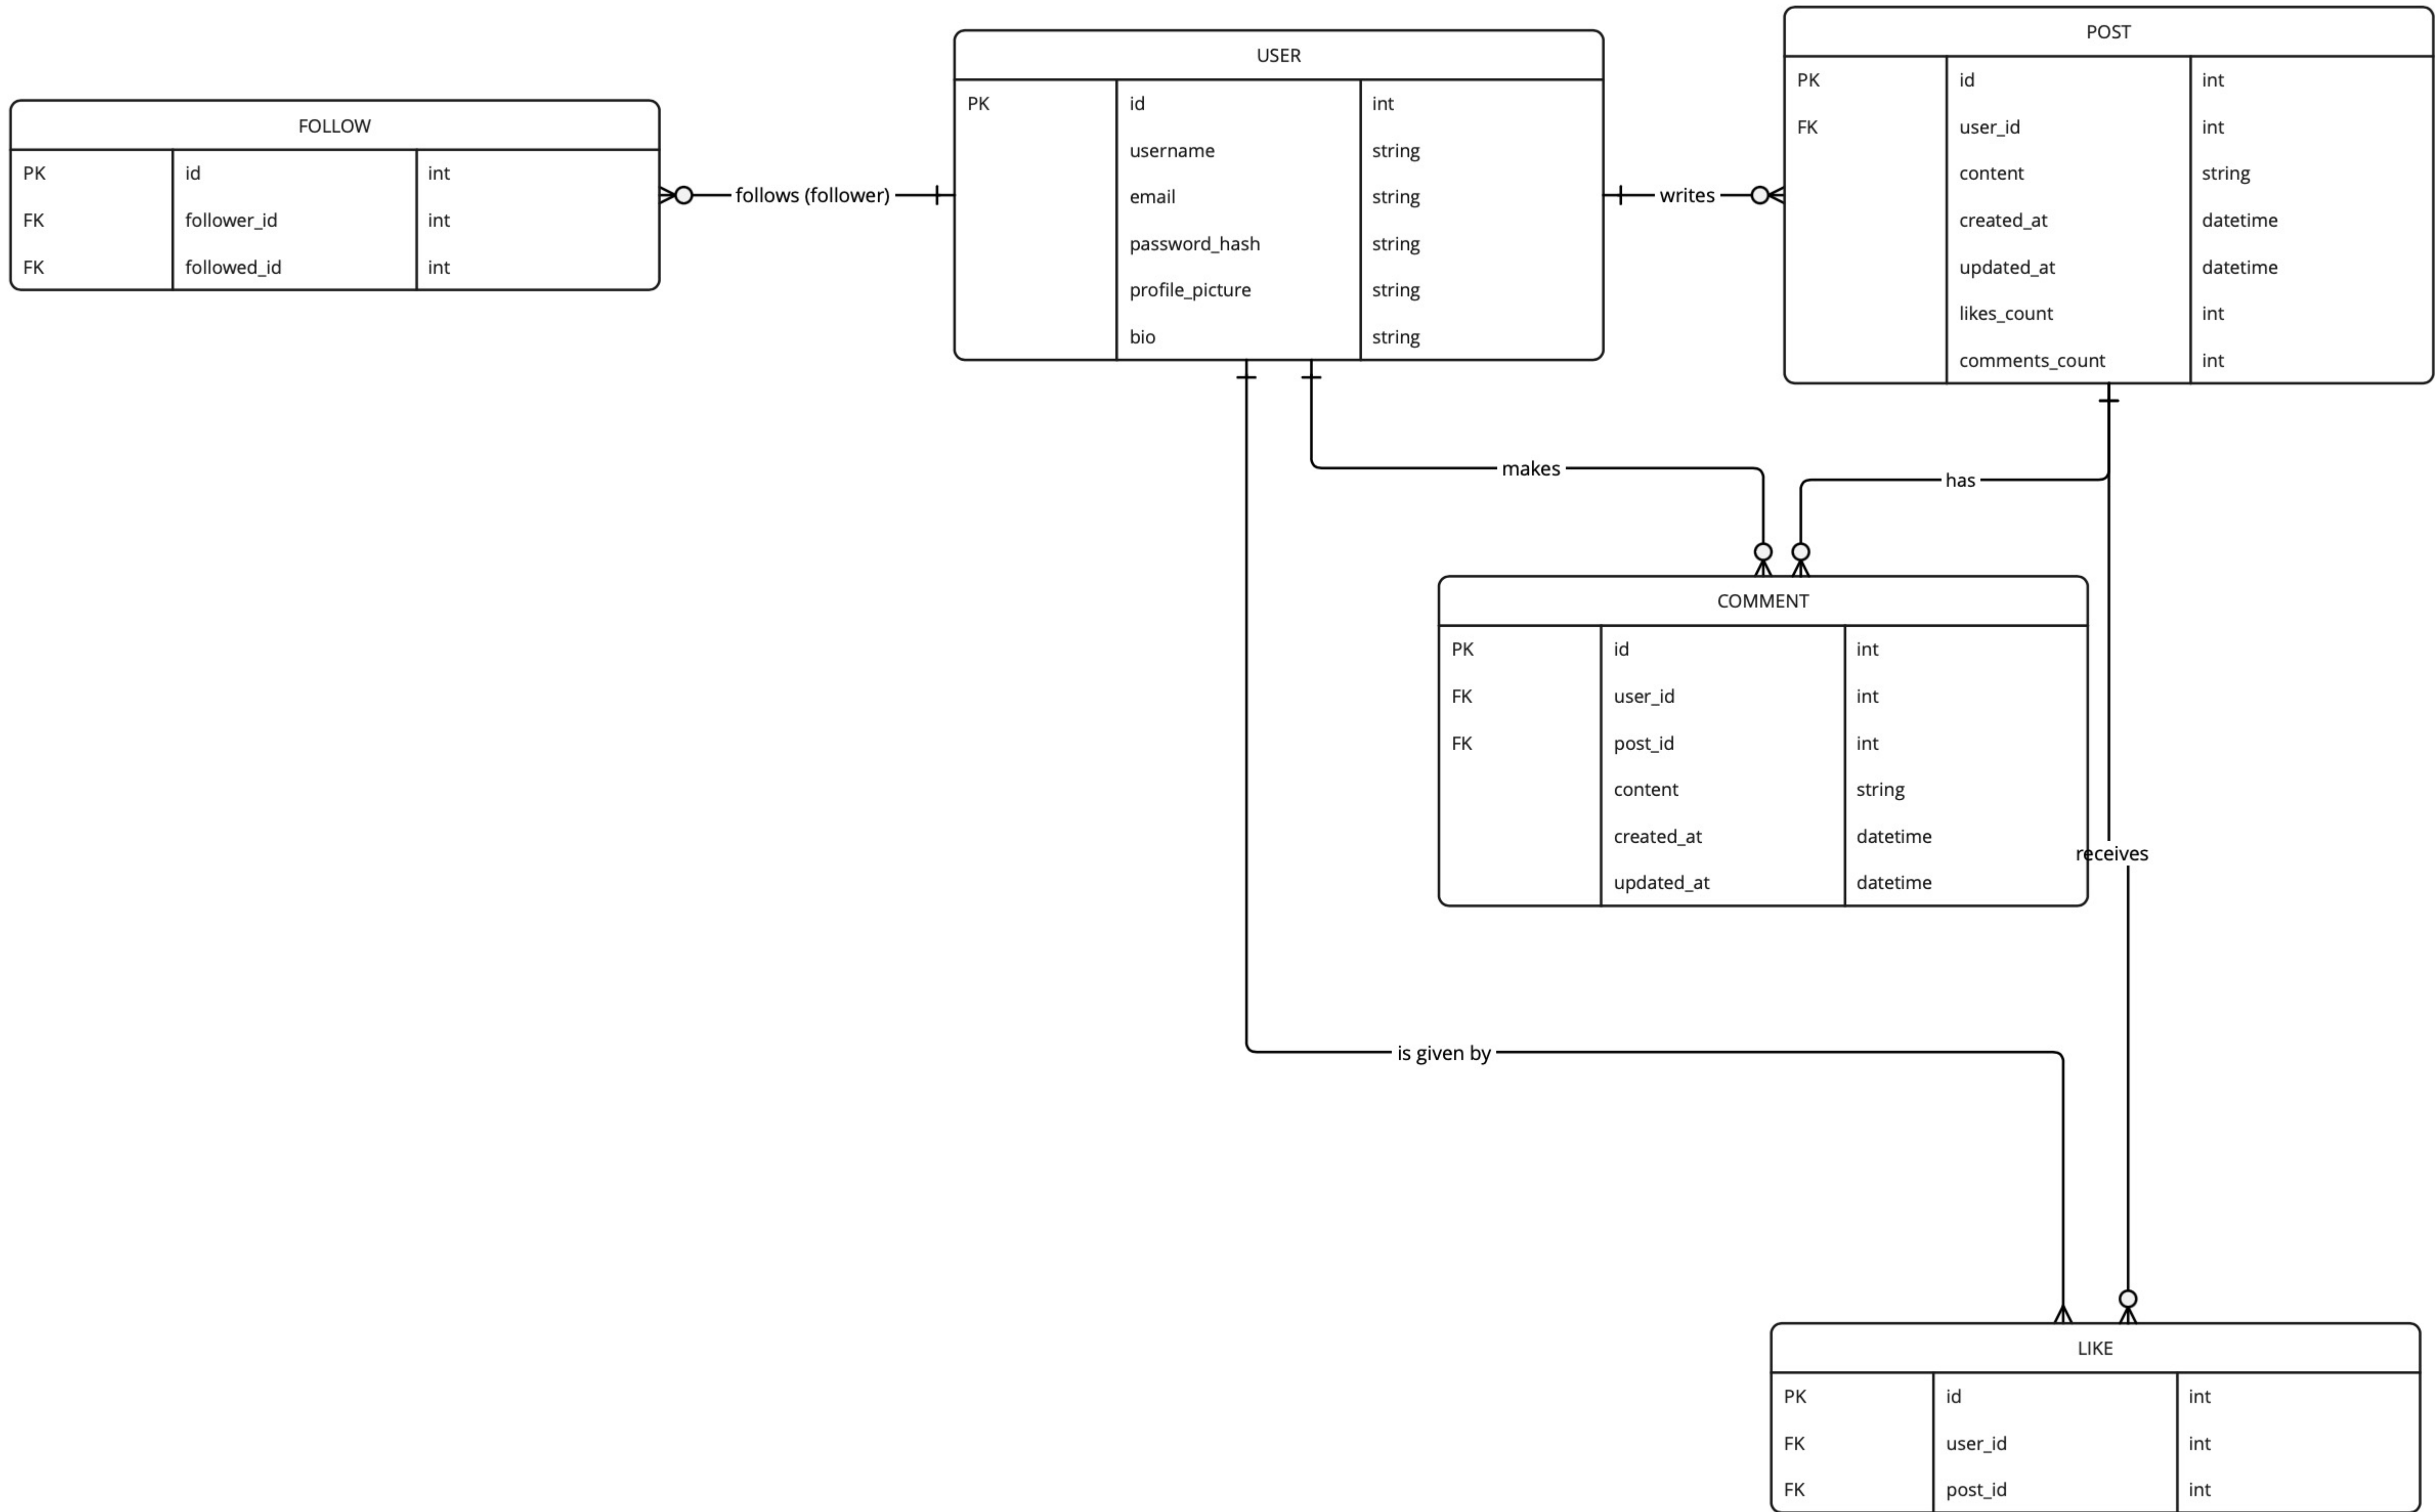 FOLLOW
PK id int
FK follower_id int
FK followed_id int
follows (follower)
USER
PK id int
username string
email string
password_hash string
profile_picture string
bio string
writes
POST
PK id int
FK user_id int
content string
created_at datetime
updated_at datetime
likes_count int
comments_count int
makes
has
COMMENT
PK id int
FK user_id int
FK post_id int
content string
created_at datetime
updated_at datetime
receives
is given by
LIKE
PK id int
FK user_id int
FK post_id int